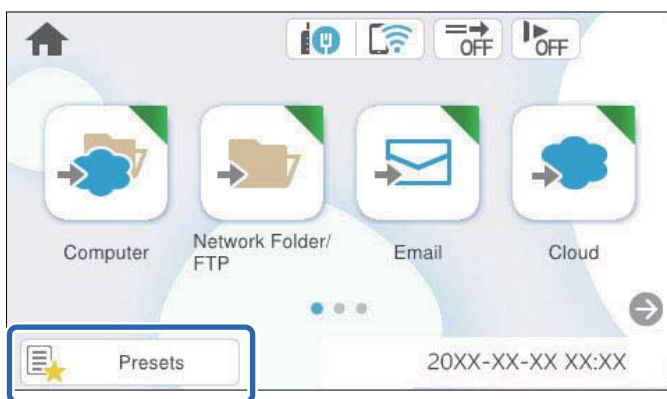 OFF
OFF
Computer
Network Folder/
FTP
Email
Cloud
Presets
20XX-XX-XX XX:XX